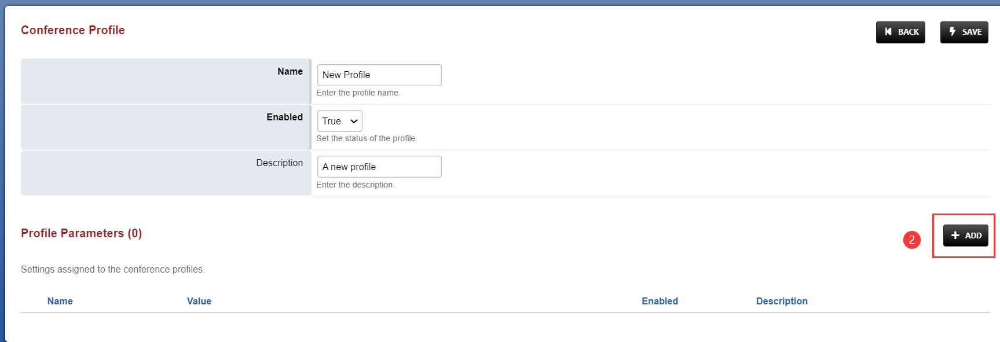 Conference Profile
BACK
SAVE
Name
New Profile
Enter the profile name.
Enabled
True
Set the status of the profile.
Description
A new profile
Enter the description.
Profile Parameters (0)
2
ADD
Settings assigned to the conference profiles.
Name Value Enabled Description